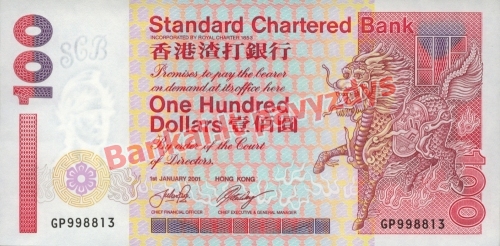 100
SCB
Standard Chartered Bank
INCORPORATED BY ROYAL CHARTER 1853
香港渣打銀行
Promises to pay the bearer
on demand at its office here
One Hundred
Dollars 壹佰圓
By order of the Court
of Directors.
1st JANUARY 2001 HONG KONG
CHIEF FINANCIAL OFFICER CHIEF EXECUTIVE & GENERAL MANAGER
GP998813
GP998813
100